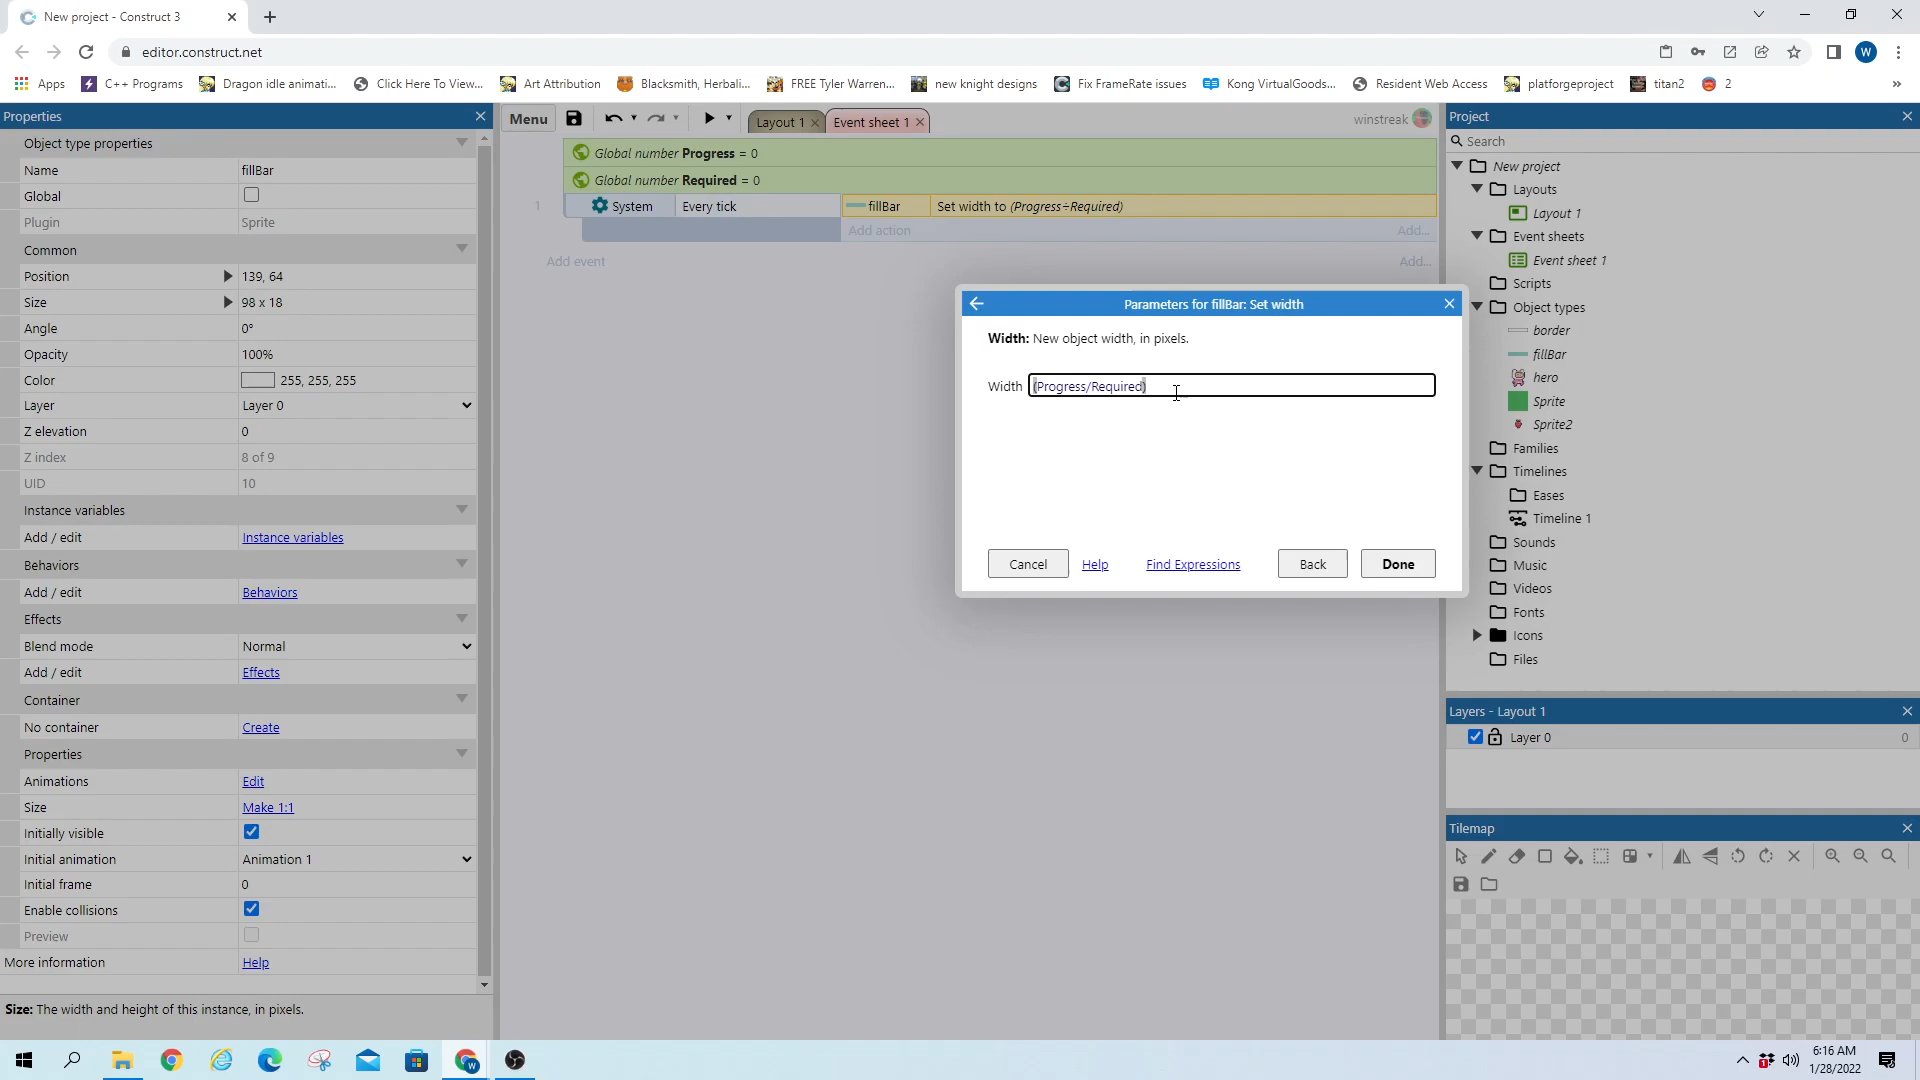 New project - Construct 3
editor.construct.net
W
Apps
C++ Programs
Dragon idle animati...
Click Here To View...
Art Attribution
Blacksmith, Herbali...
FREE Tyler Warren...
new knight designs
Fix FrameRate issues
Kong VirtualGoods...
Resident Web Access
platforgeproject
titan2
2
»
Properties
Object type properties
Name fillBar
Global
Plugin Sprite
Common
Position 139, 64
Size 98 x 18
Angle 0°
Opacity 100%
Color 255, 255, 255
Layer Layer 0
Z elevation 0
Z index 8 of 9
UID 10
Instance variables
Add / edit Instance variables
Behaviors
Add / edit Behaviors
Effects
Blend mode Normal
Add / edit Effects
Container
No container Create
Properties
Animations Edit
Size Make 1:1
Initially visible
Initial animation Animation 1
Initial frame 0
Enable collisions
Preview
More information Help
Size: The width and height of this instance, in pixels.
Menu
Layout 1
Event sheet 1
winstreak
Global number Progress = 0
Global number Required = 0
1 System Every tick fillBar Set width to (Progress÷Required)
Add action Add...
Add event Add...
Parameters for fillBar: Set width
Width: New object width, in pixels.
Width (Progress/Required)
Cancel Help Find Expressions Back Done
Project
Search
New project
Layouts
Layout 1
Event sheets
Event sheet 1
Scripts
Object types
border
fillBar
hero
Sprite
Sprite2
Families
Timelines
Eases
Timeline 1
Sounds
Music
Videos
Fonts
Icons
Files
Layers - Layout 1
Layer 0 0
Tilemap
6:16 AM
1/28/2022